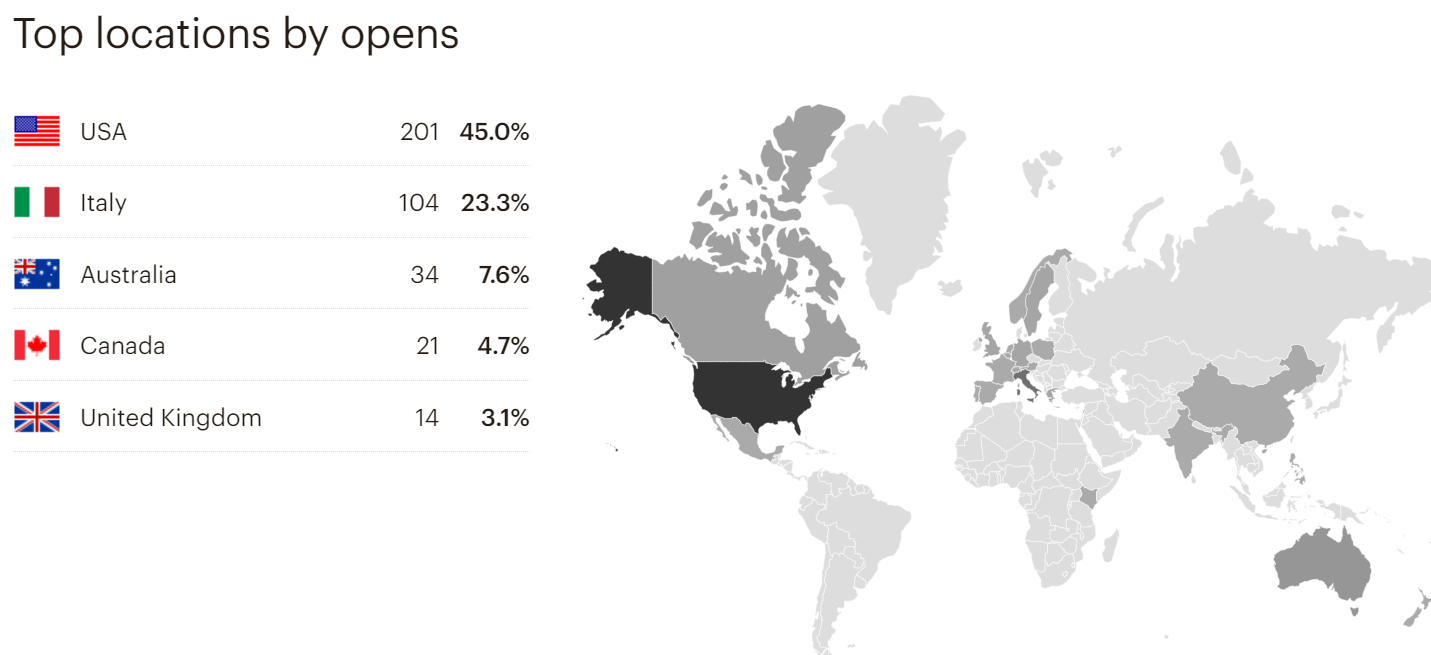 Top locations by opens
USA 201 45.0%
Italy 104 23.3%
Australia 34 7.6%
Canada 21 4.7%
United Kingdom 14 3.1%